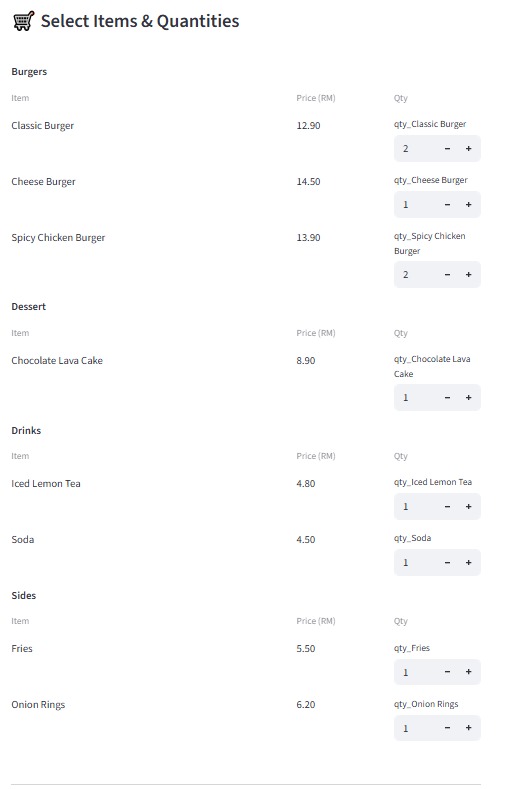 Select Items & Quantities
Burgers
Item Price (RM) Qty
Classic Burger 12.90 qty_Classic Burger
2 − +
Cheese Burger 14.50 qty_Cheese Burger
1 − +
Spicy Chicken Burger 13.90 qty_Spicy Chicken
Burger
2 − +
Dessert
Item Price (RM) Qty
Chocolate Lava Cake 8.90 qty_Chocolate Lava
Cake
1 − +
Drinks
Item Price (RM) Qty
Iced Lemon Tea 4.80 qty_Iced Lemon Tea
1 − +
Soda 4.50 qty_Soda
1 − +
Sides
Item Price (RM) Qty
Fries 5.50 qty_Fries
1 − +
Onion Rings 6.20 qty_Onion Rings
1 − +